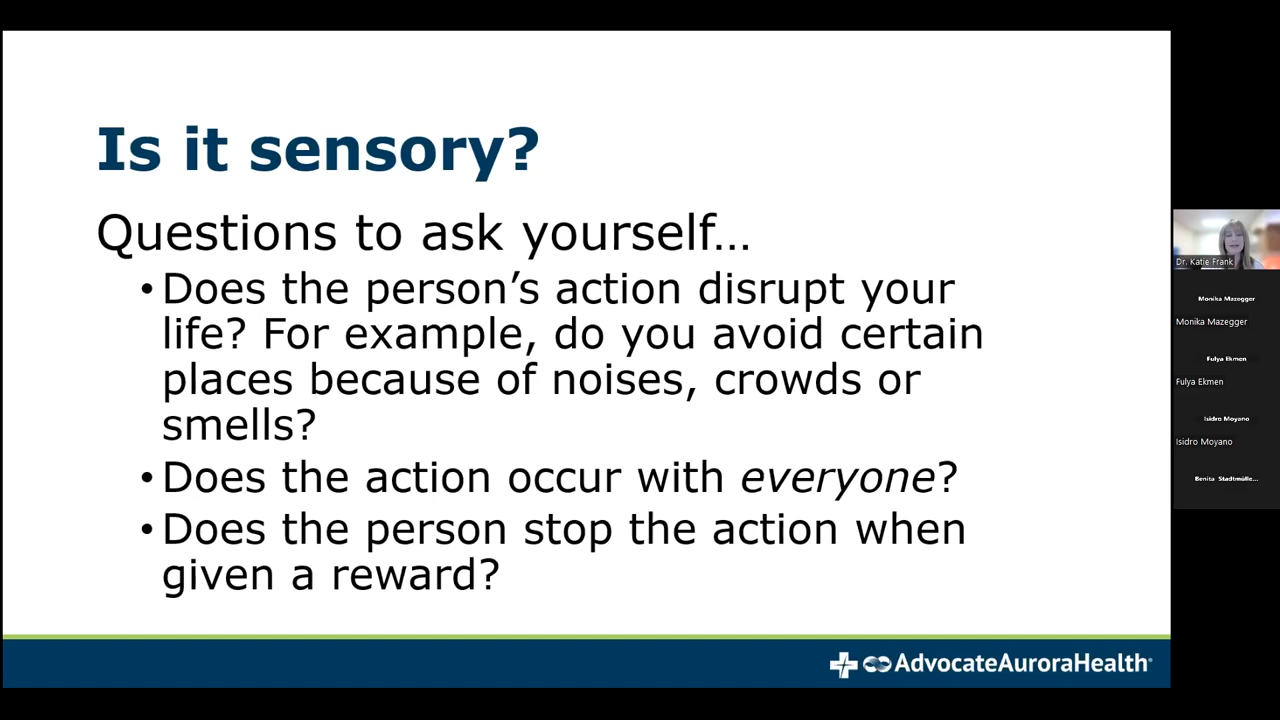 Is it sensory?
Questions to ask yourself…
•Does the person’s action disrupt your
life? For example, do you avoid certain
places because of noises, crowds or
smells?
•Does the action occur with everyone?
•Does the person stop the action when
given a reward?
AdvocateAuroraHealth®
Dr. Katie Frank
Monika Mazegger
Monika Mazegger
Fulya Ekmen
Fulya Ekmen
Isidro Moyano
Isidro Moyano
Benita Stadtmülle...